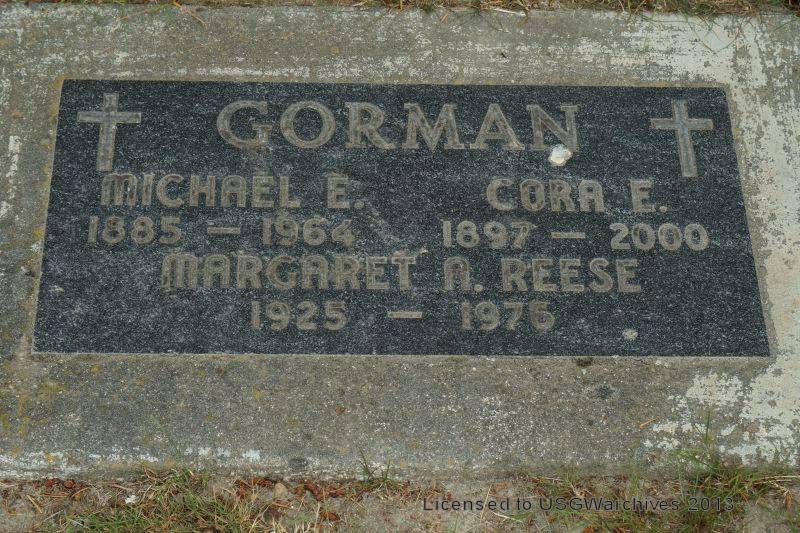 GORMAN
MICHAEL E. CORA E.
1885 — 1964 1897 — 2000
MARGARET A. REESE
1925 — 1976
Licensed to USGWarchives 2013